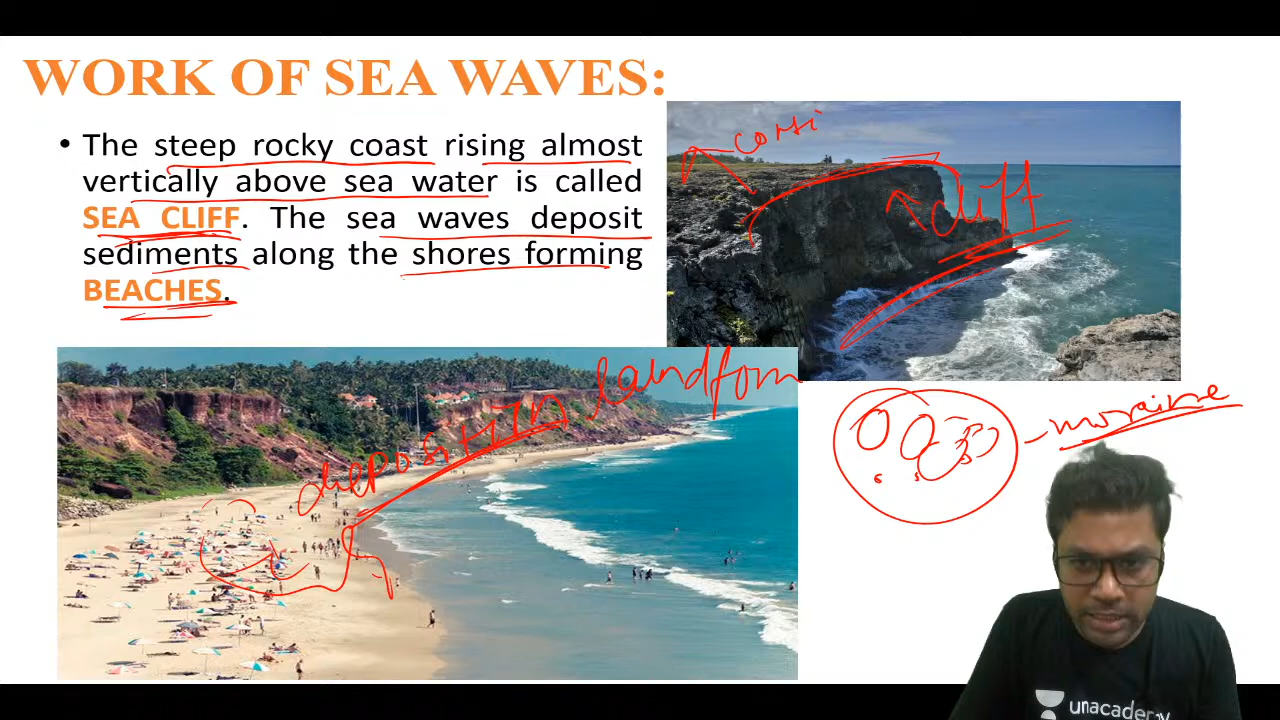 WORK OF SEA WAVES:
• The steep rocky coast rising almost
vertically above sea water is called
SEA CLIFF. The sea waves deposit
sediments along the shores forming
BEACHES.
cliff
deposition landform
moraine
unacademy